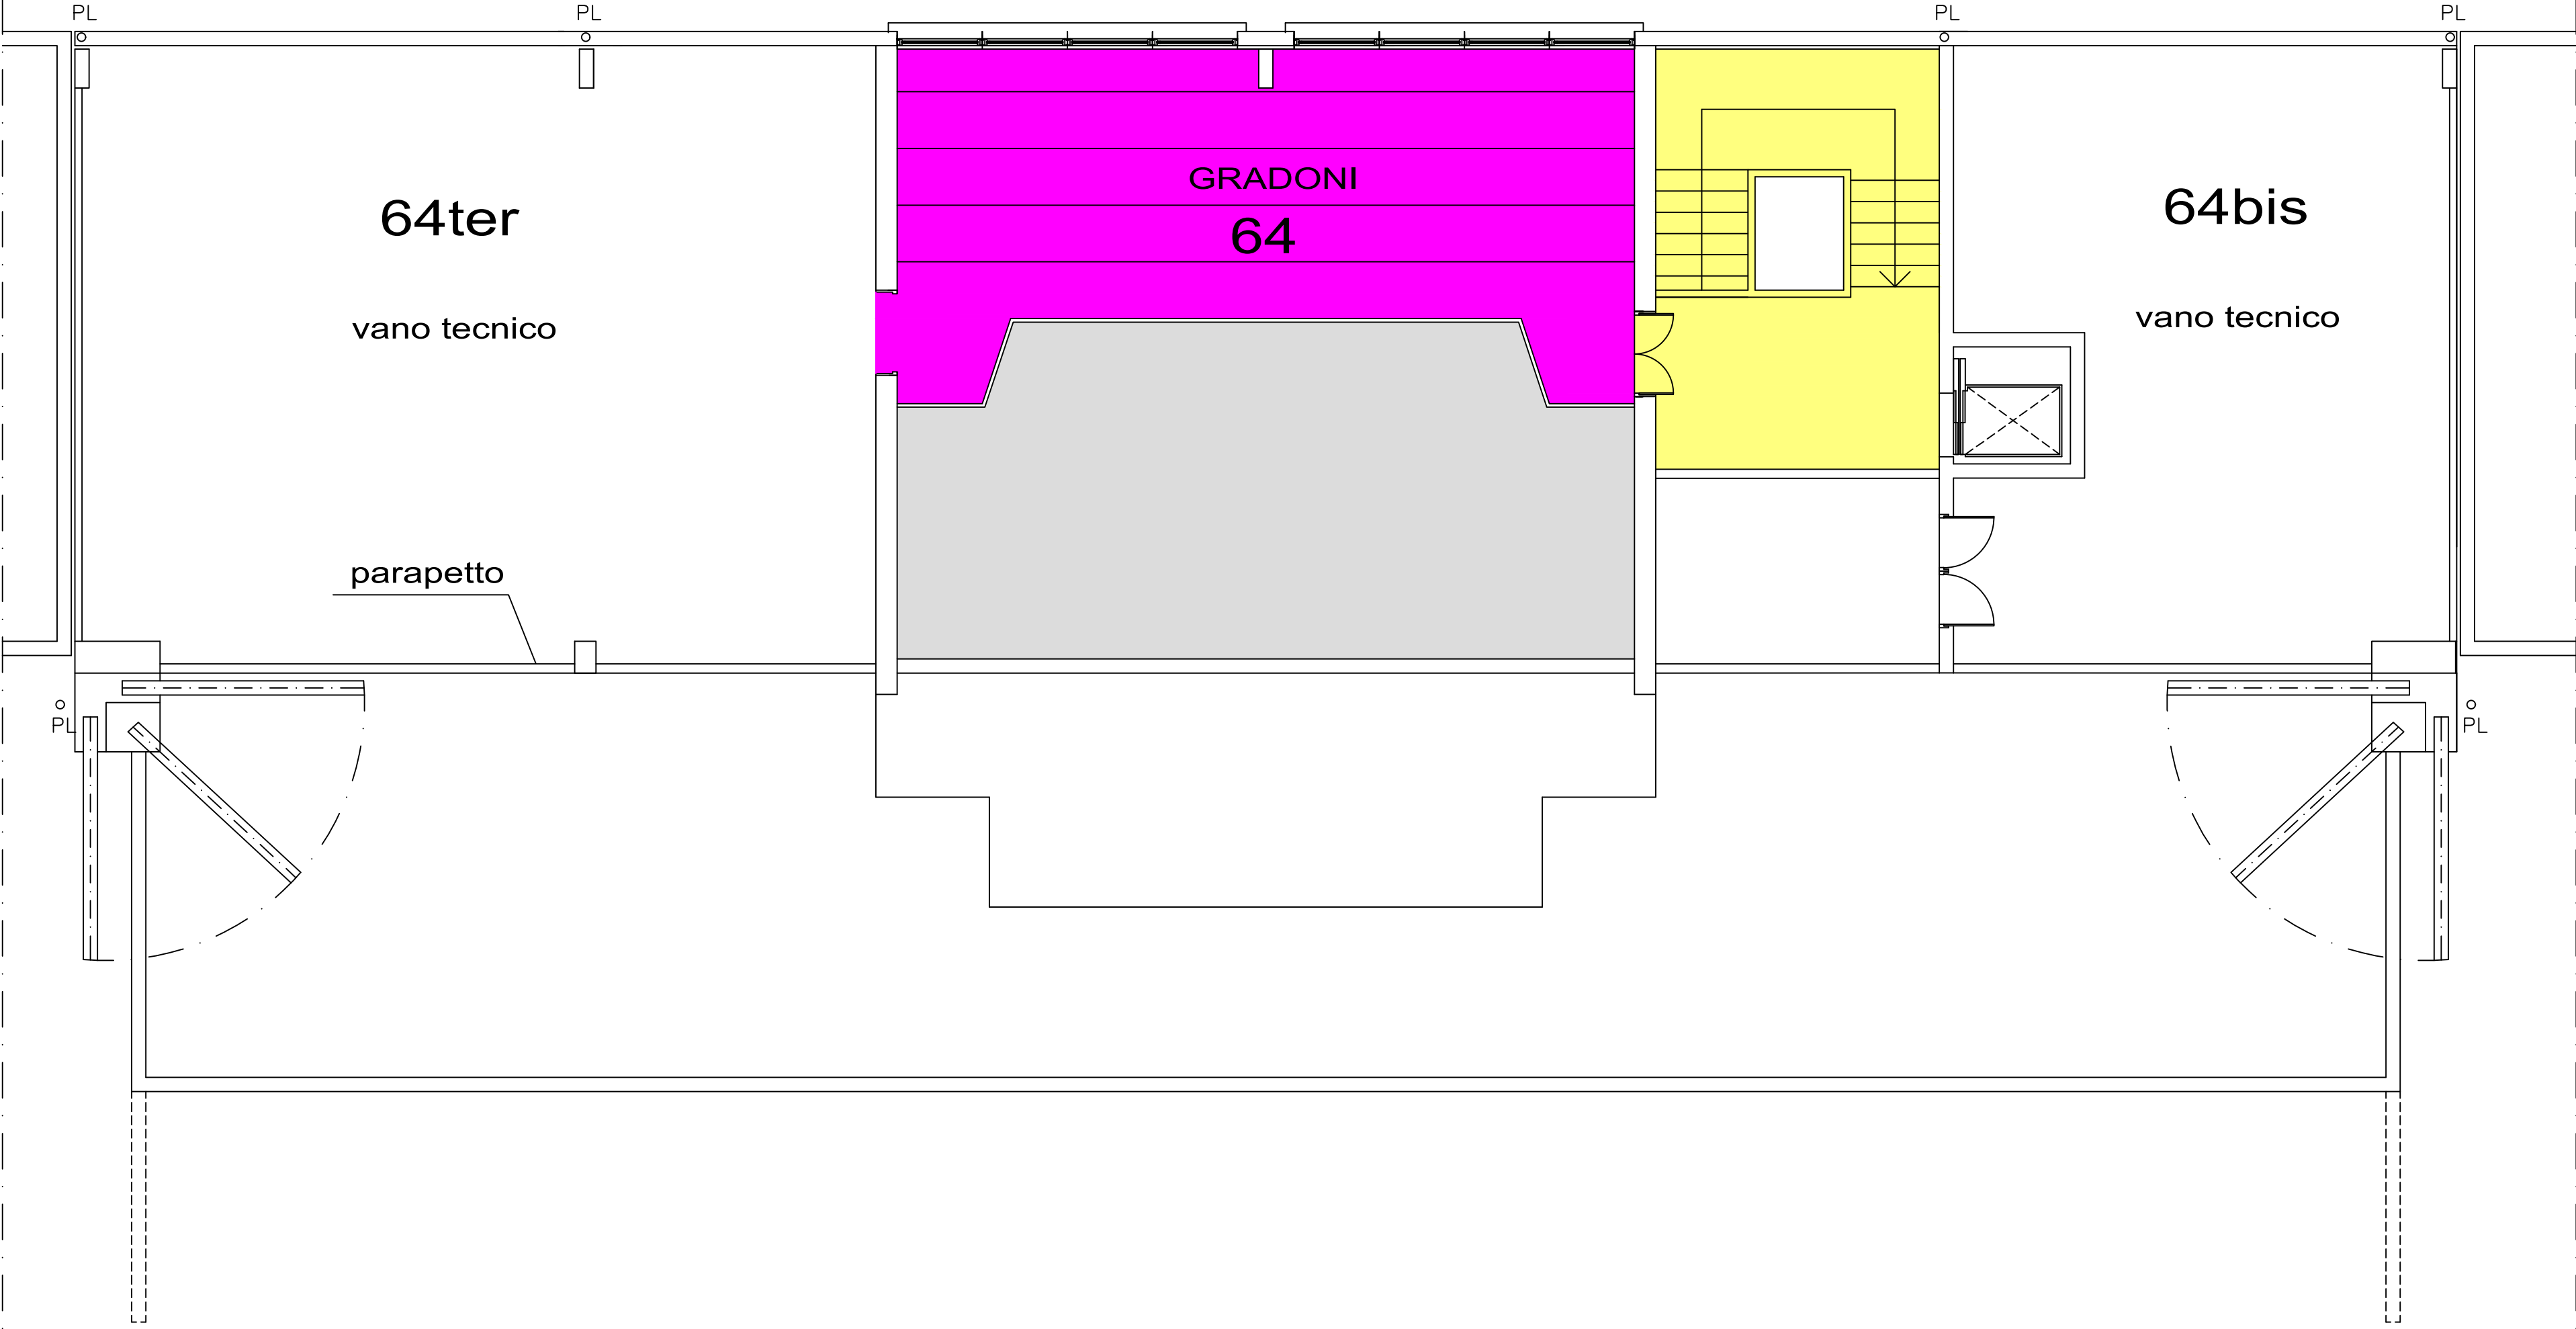 PL
PL
PL
PL
GRADONI
64ter
64
64bis
vano tecnico
vano tecnico
parapetto
PL
PL